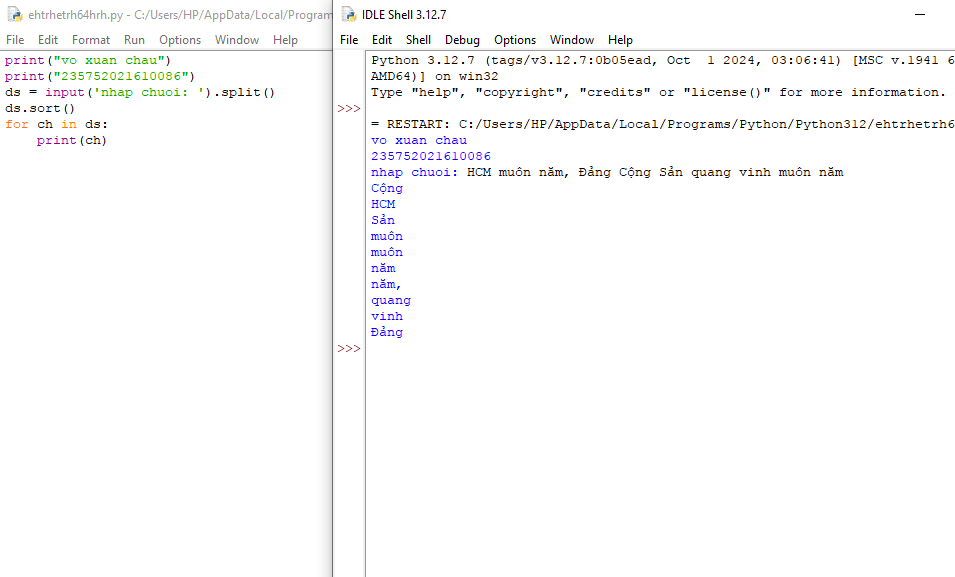 ehtrhetrh64hrh.py - C:/Users/HP/AppData/Local/Program
File Edit Format Run Options Window Help
print("vo xuan chau")
print("235752021610086")
ds = input('nhap chuoi: ').split()
ds.sort()
for ch in ds:
    print(ch)
IDLE Shell 3.12.7
File Edit Shell Debug Options Window Help
Python 3.12.7 (tags/v3.12.7:0b05ead, Oct  1 2024, 03:06:41) [MSC v.1941 6
AMD64)] on win32
Type "help", "copyright", "credits" or "license()" for more information.
>>>
= RESTART: C:/Users/HP/AppData/Local/Programs/Python/Python312/ehtrhetrh6
vo xuan chau
235752021610086
nhap chuoi: HCM muôn năm, Đảng Cộng Sản quang vinh muôn năm
Cộng
HCM
Sản
muôn
muôn
năm
năm,
quang
vinh
Đảng
>>>